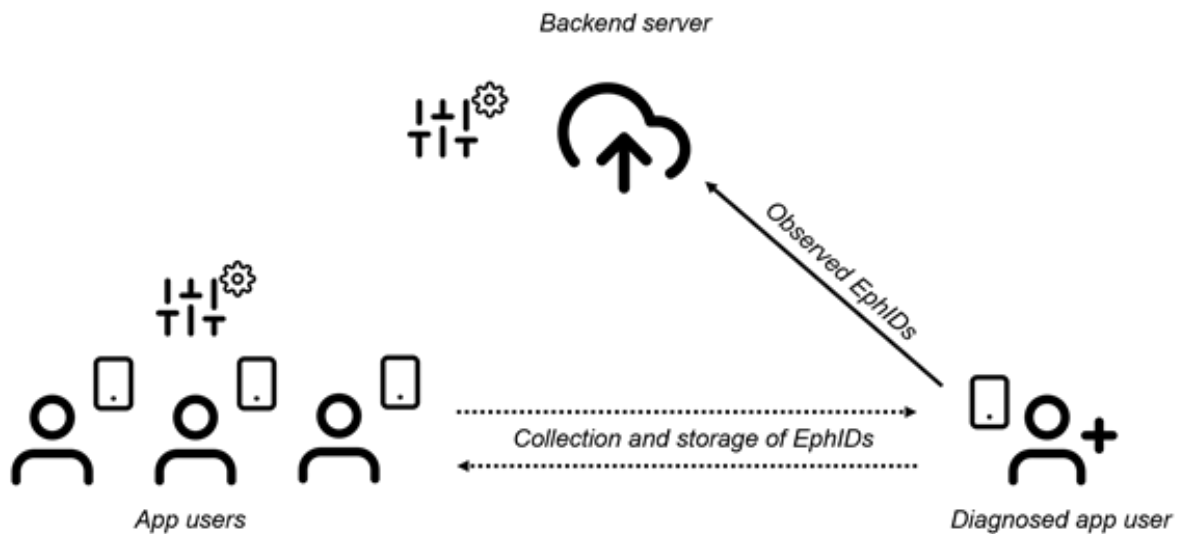 Backend server
Observed EphIDs
Collection and storage of EphIDs
App users
Diagnosed app user